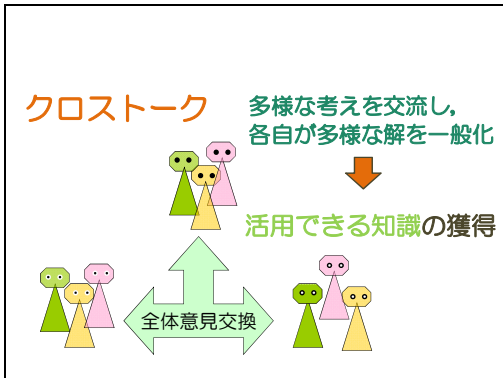 クロストーク
多様な考えを交流し,
各自が多様な解を一般化
活用できる知識の獲得
全体意見交換